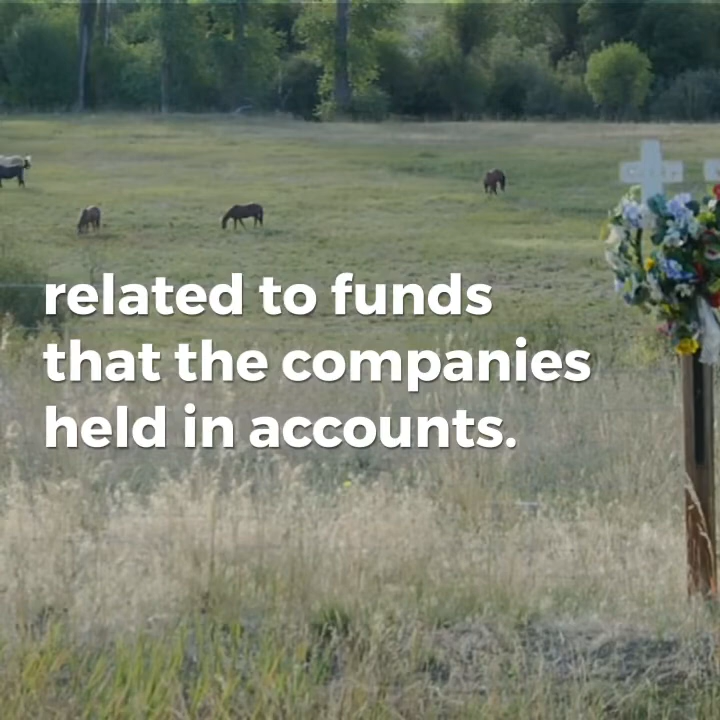 related to funds
that the companies
held in accounts.